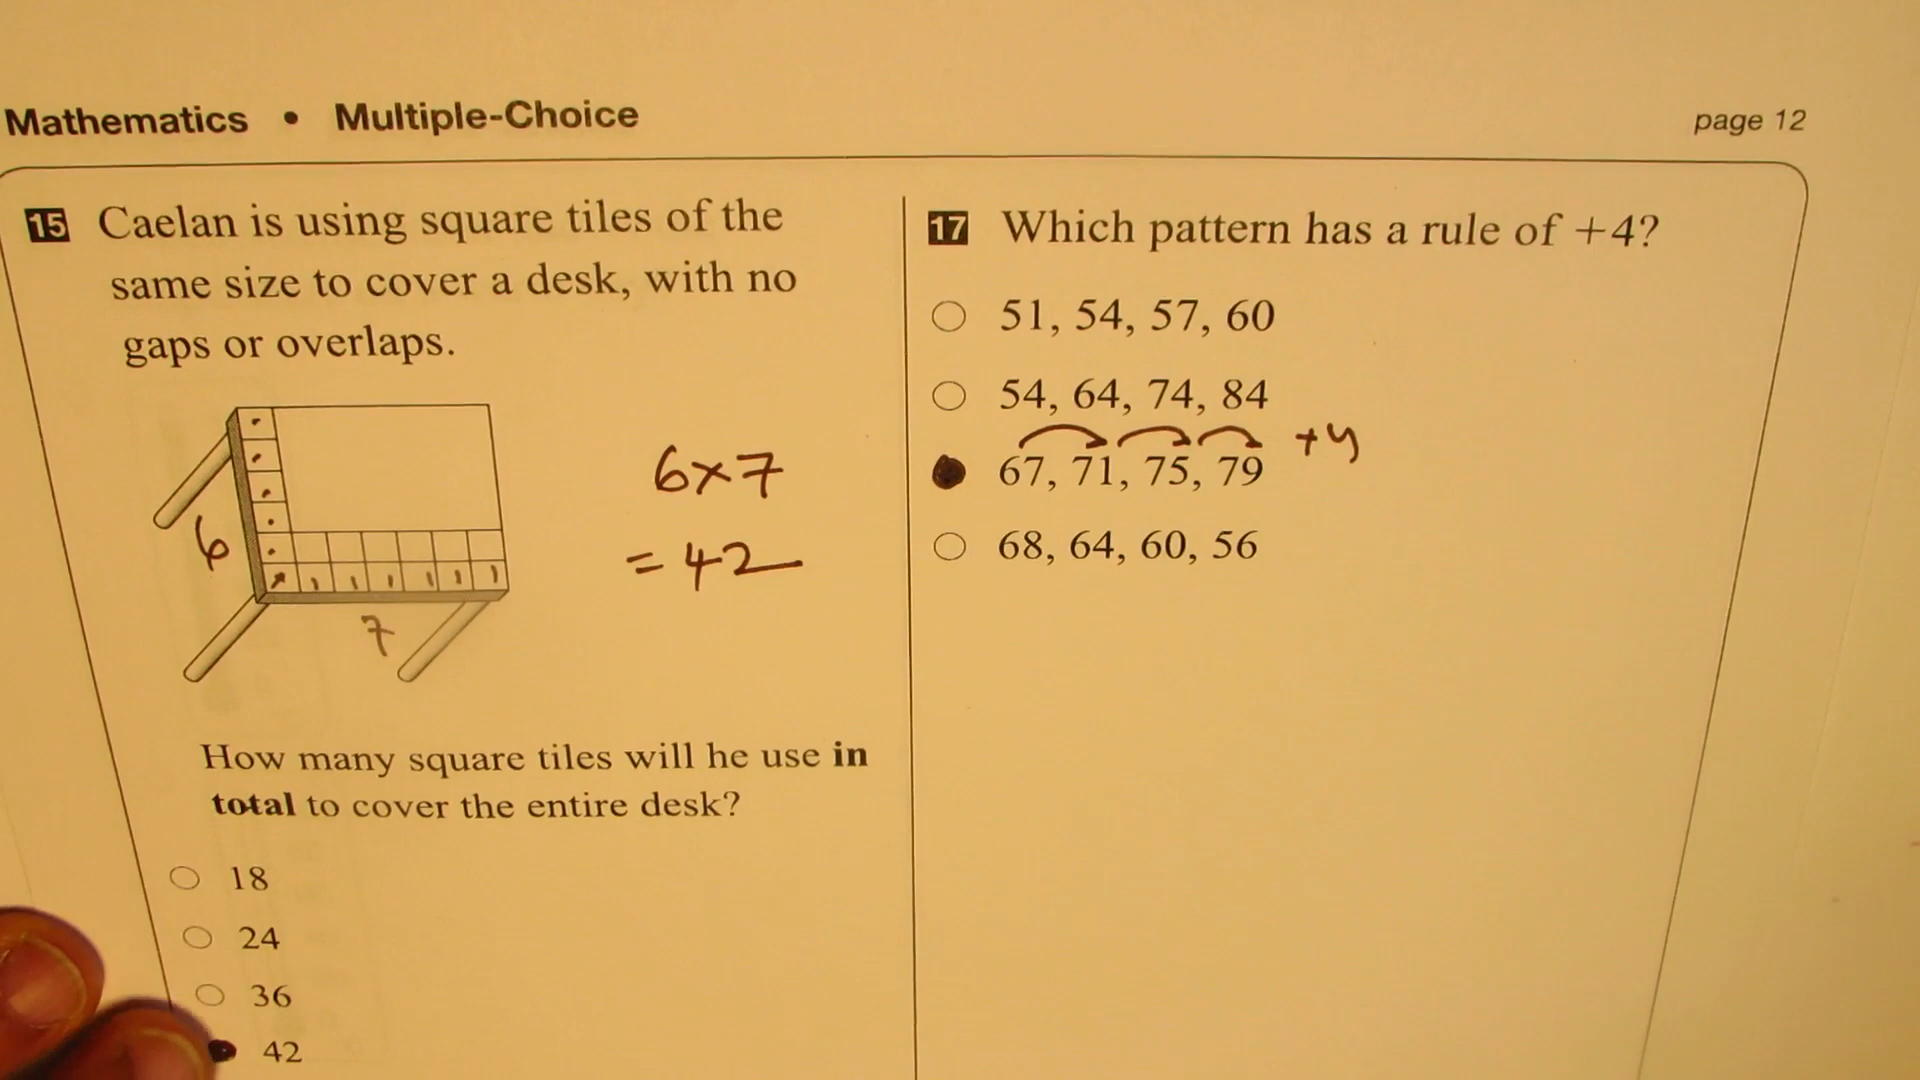 Mathematics • Multiple-Choice
page 12
15 Caelan is using square tiles of the
same size to cover a desk, with no
gaps or overlaps.
6
7
6×7
= 42
How many square tiles will he use in
total to cover the entire desk?
18
24
36
42
17 Which pattern has a rule of +4?
51, 54, 57, 60
54, 64, 74, 84
+4
67, 71, 75, 79
68, 64, 60, 56